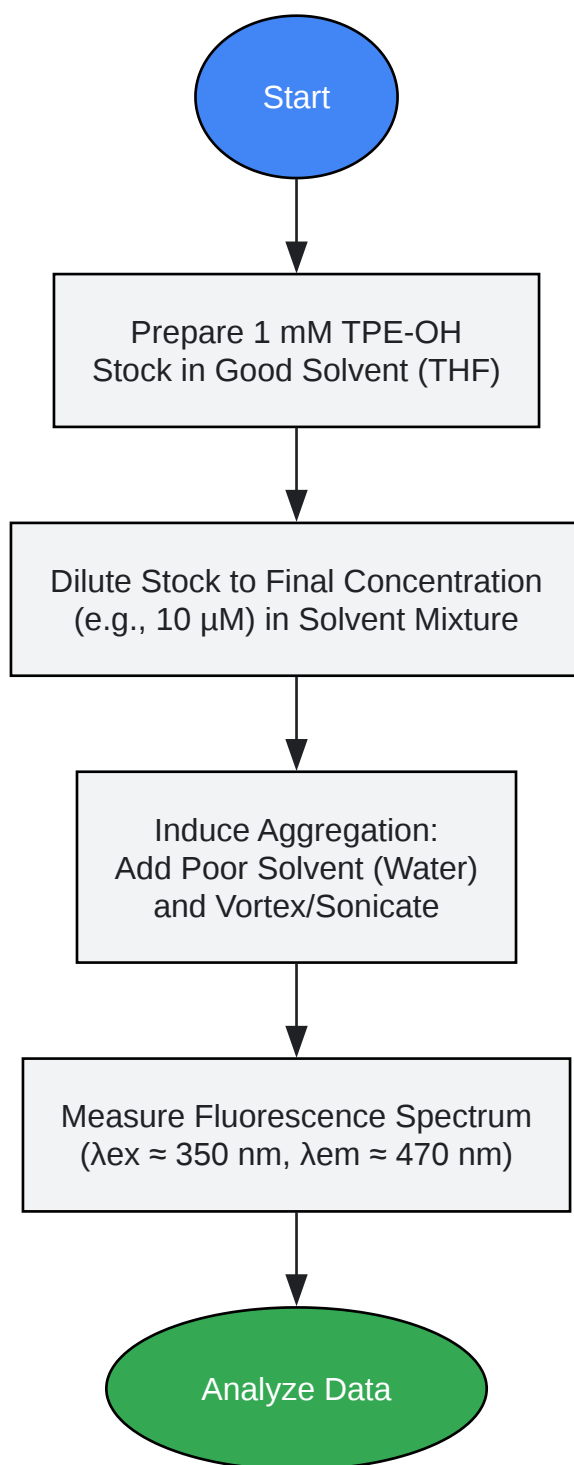 Start
Prepare 1 mM TPE-OH
Stock in Good Solvent (THF)
Dilute Stock to Final Concentration
(e.g., 10 µM) in Solvent Mixture
Induce Aggregation:
Add Poor Solvent (Water)
and Vortex/Sonicate
Measure Fluorescence Spectrum
(λex ≈ 350 nm, λem ≈ 470 nm)
Analyze Data